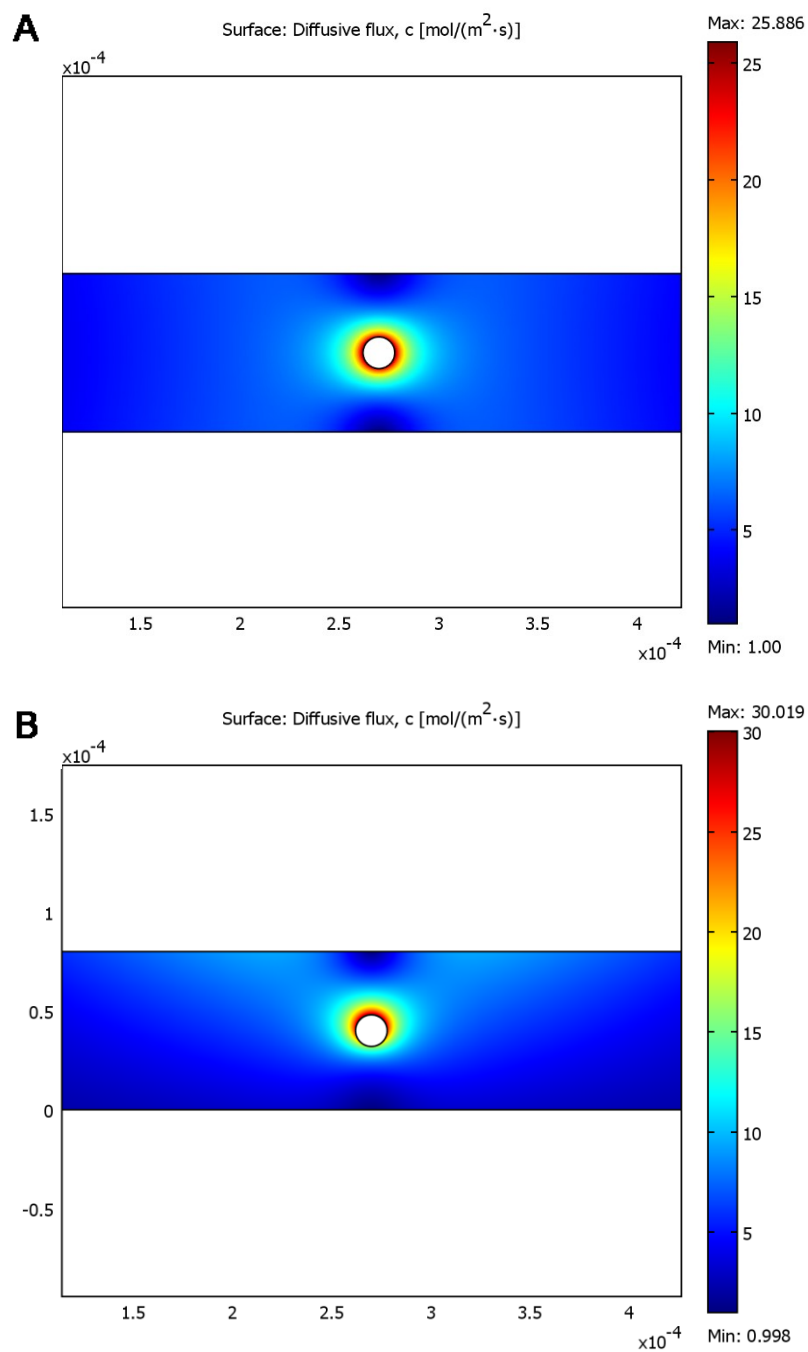 A
Surface: Diffusive flux, c [mol/(m²·s)]
Max: 25.886
x10⁻⁴
25
20
15
10
5
1.5 2 2.5 3 3.5 4
x10⁻⁴
Min: 1.00
B
Surface: Diffusive flux, c [mol/(m²·s)]
Max: 30.019
x10⁻⁴
30
1.5
25
1
20
0.5
15
0
10
-0.5
5
1.5 2 2.5 3 3.5 4
x10⁻⁴
Min: 0.998